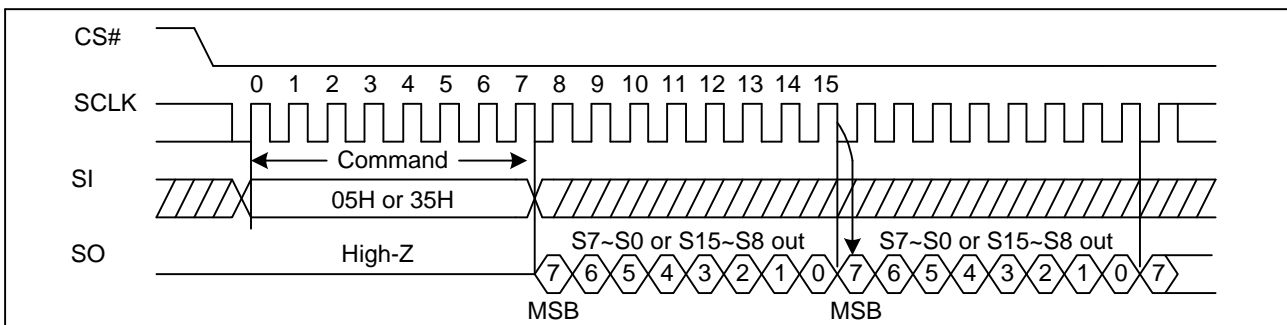 CS#
0 1 2 3 4 5 6 7 8 9 10 11 12 13 14 15
SCLK
Command
SI
05H or 35H
SO
High-Z
S7~S0 or S15~S8 out S7~S0 or S15~S8 out
7 6 5 4 3 2 1 0 7 6 5 4 3 2 1 0 7
MSB MSB